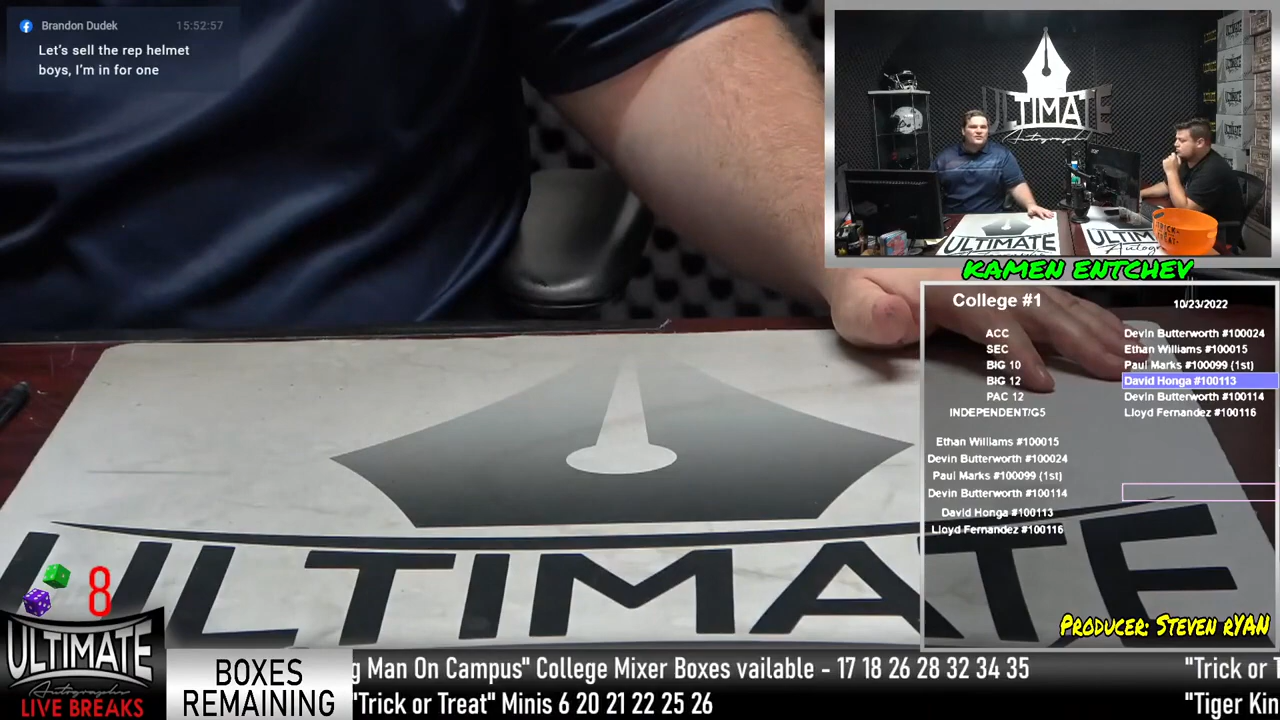 Brandon Dudek 15:52:57
Let's sell the rep helmet
boys, I'm in for one
ULTIMATE
ULTIMATE
KAMEN ENTCHEV
College #1 10/23/2022
ACC Devin Butterworth #100024
SEC Ethan Williams #100015
BIG 10 Paul Marks #100099 (1st)
BIG 12 David Honga #100113
PAC 12 Devin Butterworth #100114
INDEPENDENT/G5 Lloyd Fernandez #100116
Ethan Williams #100015
Devin Butterworth #100024
Paul Marks #100099 (1st)
Devin Butterworth #100114
David Honga #100113
Lloyd Fernandez #100116
ULTIMATE
PRODUCER: STEVEN RYAN
8
ULTIMATE
Autographs
LIVE BREAKS
BOXES
REMAINING
g Man On Campus" College Mixer Boxes vailable - 17 18 26 28 32 34 35 "Trick or T
"Trick or Treat" Minis 6 20 21 22 25 26 "Tiger Kin